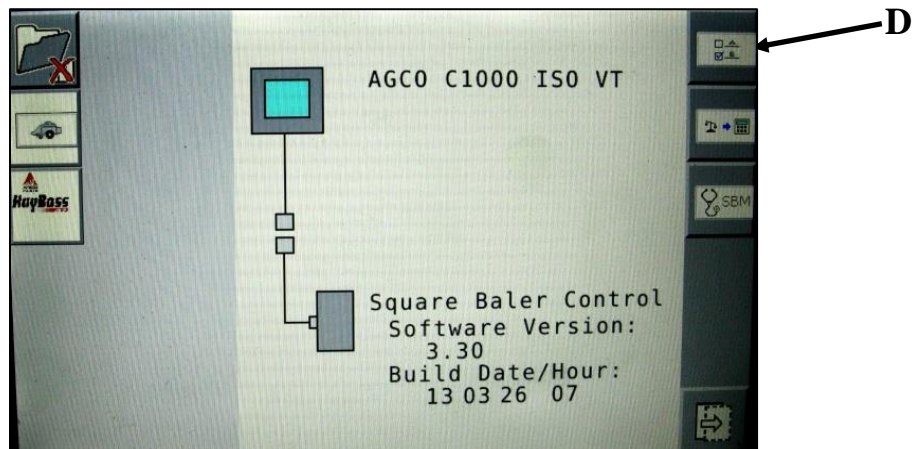 D
AGCO C1000 ISO VT
HayBoss
SBM
Square Baler Control
Software Version:
3.30
Build Date/Hour:
13 03 26 07